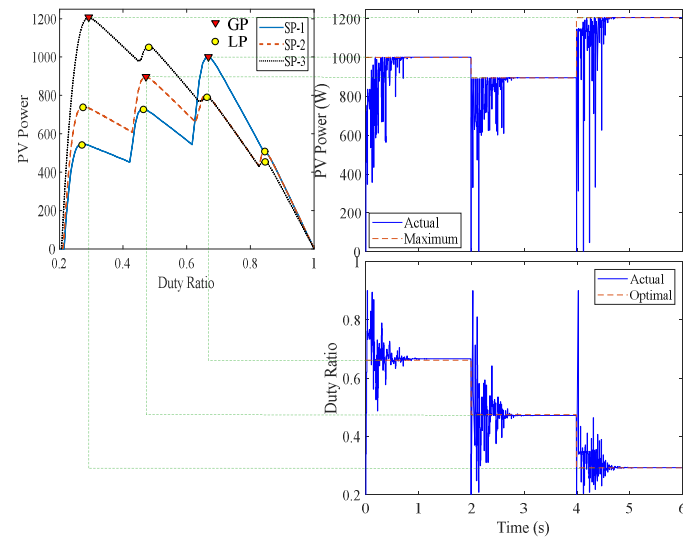 1200
1000
800
600
400
200
0
PV Power
0.2
0.4
0.6
0.8
1
Duty Ratio
GP
LP
SP-1
SP-2
SP-3
1200
1000
800
600
400
200
0
PV Power (W)
Actual
Maximum
1
0.8
0.6
0.4
0.2
Duty Ratio
Actual
Optimal
0
1
2
3
4
5
6
Time (s)